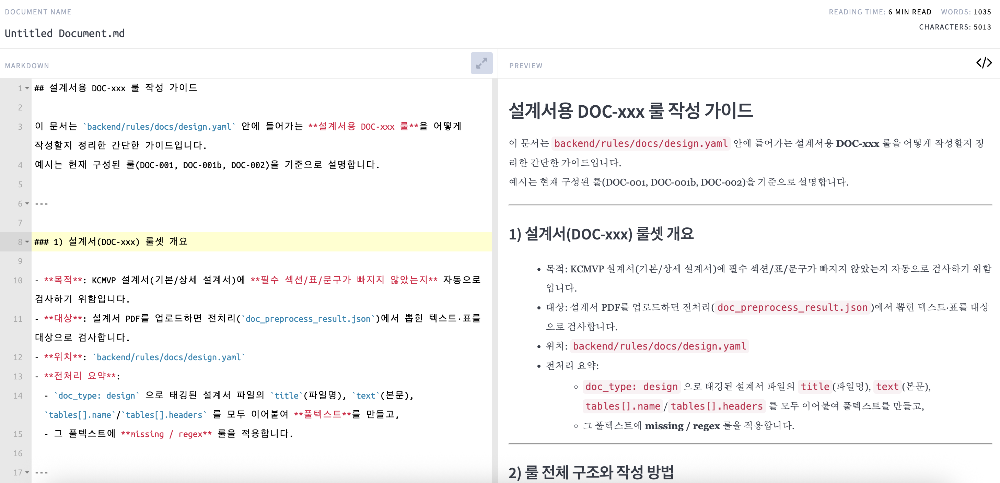 DOCUMENT NAME
READING TIME: 6 MIN READ WORDS: 1035
CHARACTERS: 5013
Untitled Document.md
MARKDOWN
1 ## 설계서용 DOC-xxx 룰 작성 가이드
2
3 이 문서는 `backend/rules/docs/design.yaml` 안에 들어가는 **설계서용 DOC-xxx 룰**을 어떻게
작성할지 정리한 간단한 가이드입니다.
4 예시는 현재 구성된 룰(DOC-001, DOC-001b, DOC-002)을 기준으로 설명합니다.
5
6 ---
7
8 ### 1) 설계서(DOC-xxx) 룰셋 개요
9
10 - **목적**: KCMVP 설계서(기본/상세 설계서)에 **필수 섹션/표/문구가 빠지지 않았는지** 자동으로
검사하기 위함입니다.
11 - **대상**: 설계서 PDF를 업로드하면 전처리(`doc_preprocess_result.json`)에서 뽑힌 텍스트·표를
대상으로 검사합니다.
12 - **위치**: `backend/rules/docs/design.yaml`
13 - **전처리 요약**:
14 - `doc_type: design` 으로 태깅된 설계서 파일의 `title`(파일명), `text`(본문),
`tables[].name`/`tables[].headers` 를 모두 이어붙여 **풀텍스트**를 만들고,
15 - 그 풀텍스트에 **missing / regex** 룰을 적용합니다.
16
17 ---
PREVIEW
</>
설계서용 DOC-xxx 룰 작성 가이드
이 문서는 backend/rules/docs/design.yaml 안에 들어가는 설계서용 DOC-xxx 룰을 어떻게 작성할지 정
리한 간단한 가이드입니다.
예시는 현재 구성된 룰(DOC-001, DOC-001b, DOC-002)을 기준으로 설명합니다.
1) 설계서(DOC-xxx) 룰셋 개요
• 목적: KCMVP 설계서(기본/상세 설계서)에 필수 섹션/표/문구가 빠지지 않았는지 자동으로 검사하기 위함
입니다.
• 대상: 설계서 PDF를 업로드하면 전처리( doc_preprocess_result.json )에서 뽑힌 텍스트·표를 대상
으로 검사합니다.
• 위치: backend/rules/docs/design.yaml
• 전처리 요약:
◦ doc_type: design 으로 태깅된 설계서 파일의 title (파일명), text (본문),
tables[].name / tables[].headers 를 모두 이어붙여 풀텍스트를 만들고,
◦ 그 풀텍스트에 missing / regex 룰을 적용합니다.
2) 룰 전체 구조와 작성 방법